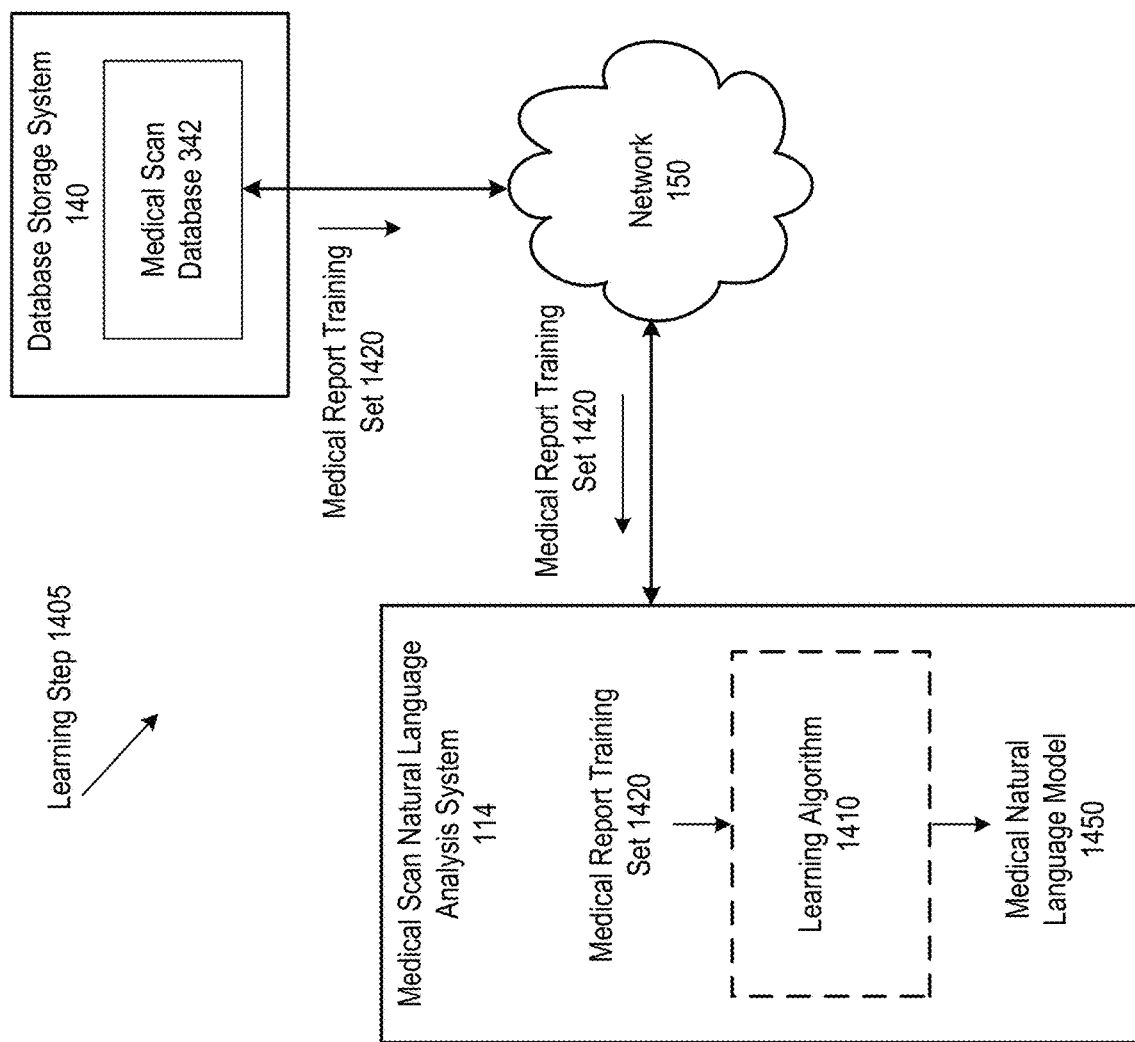 Learning Step 1405
Database Storage System
140
Medical Scan
Database 342
Medical Report Training
Set 1420
Network
150
Medical Report Training
Set 1420
Medical Scan Natural Language
Analysis System
114
Medical Report Training
Set 1420
Learning Algorithm
1410
Medical Natural
Language Model
1450